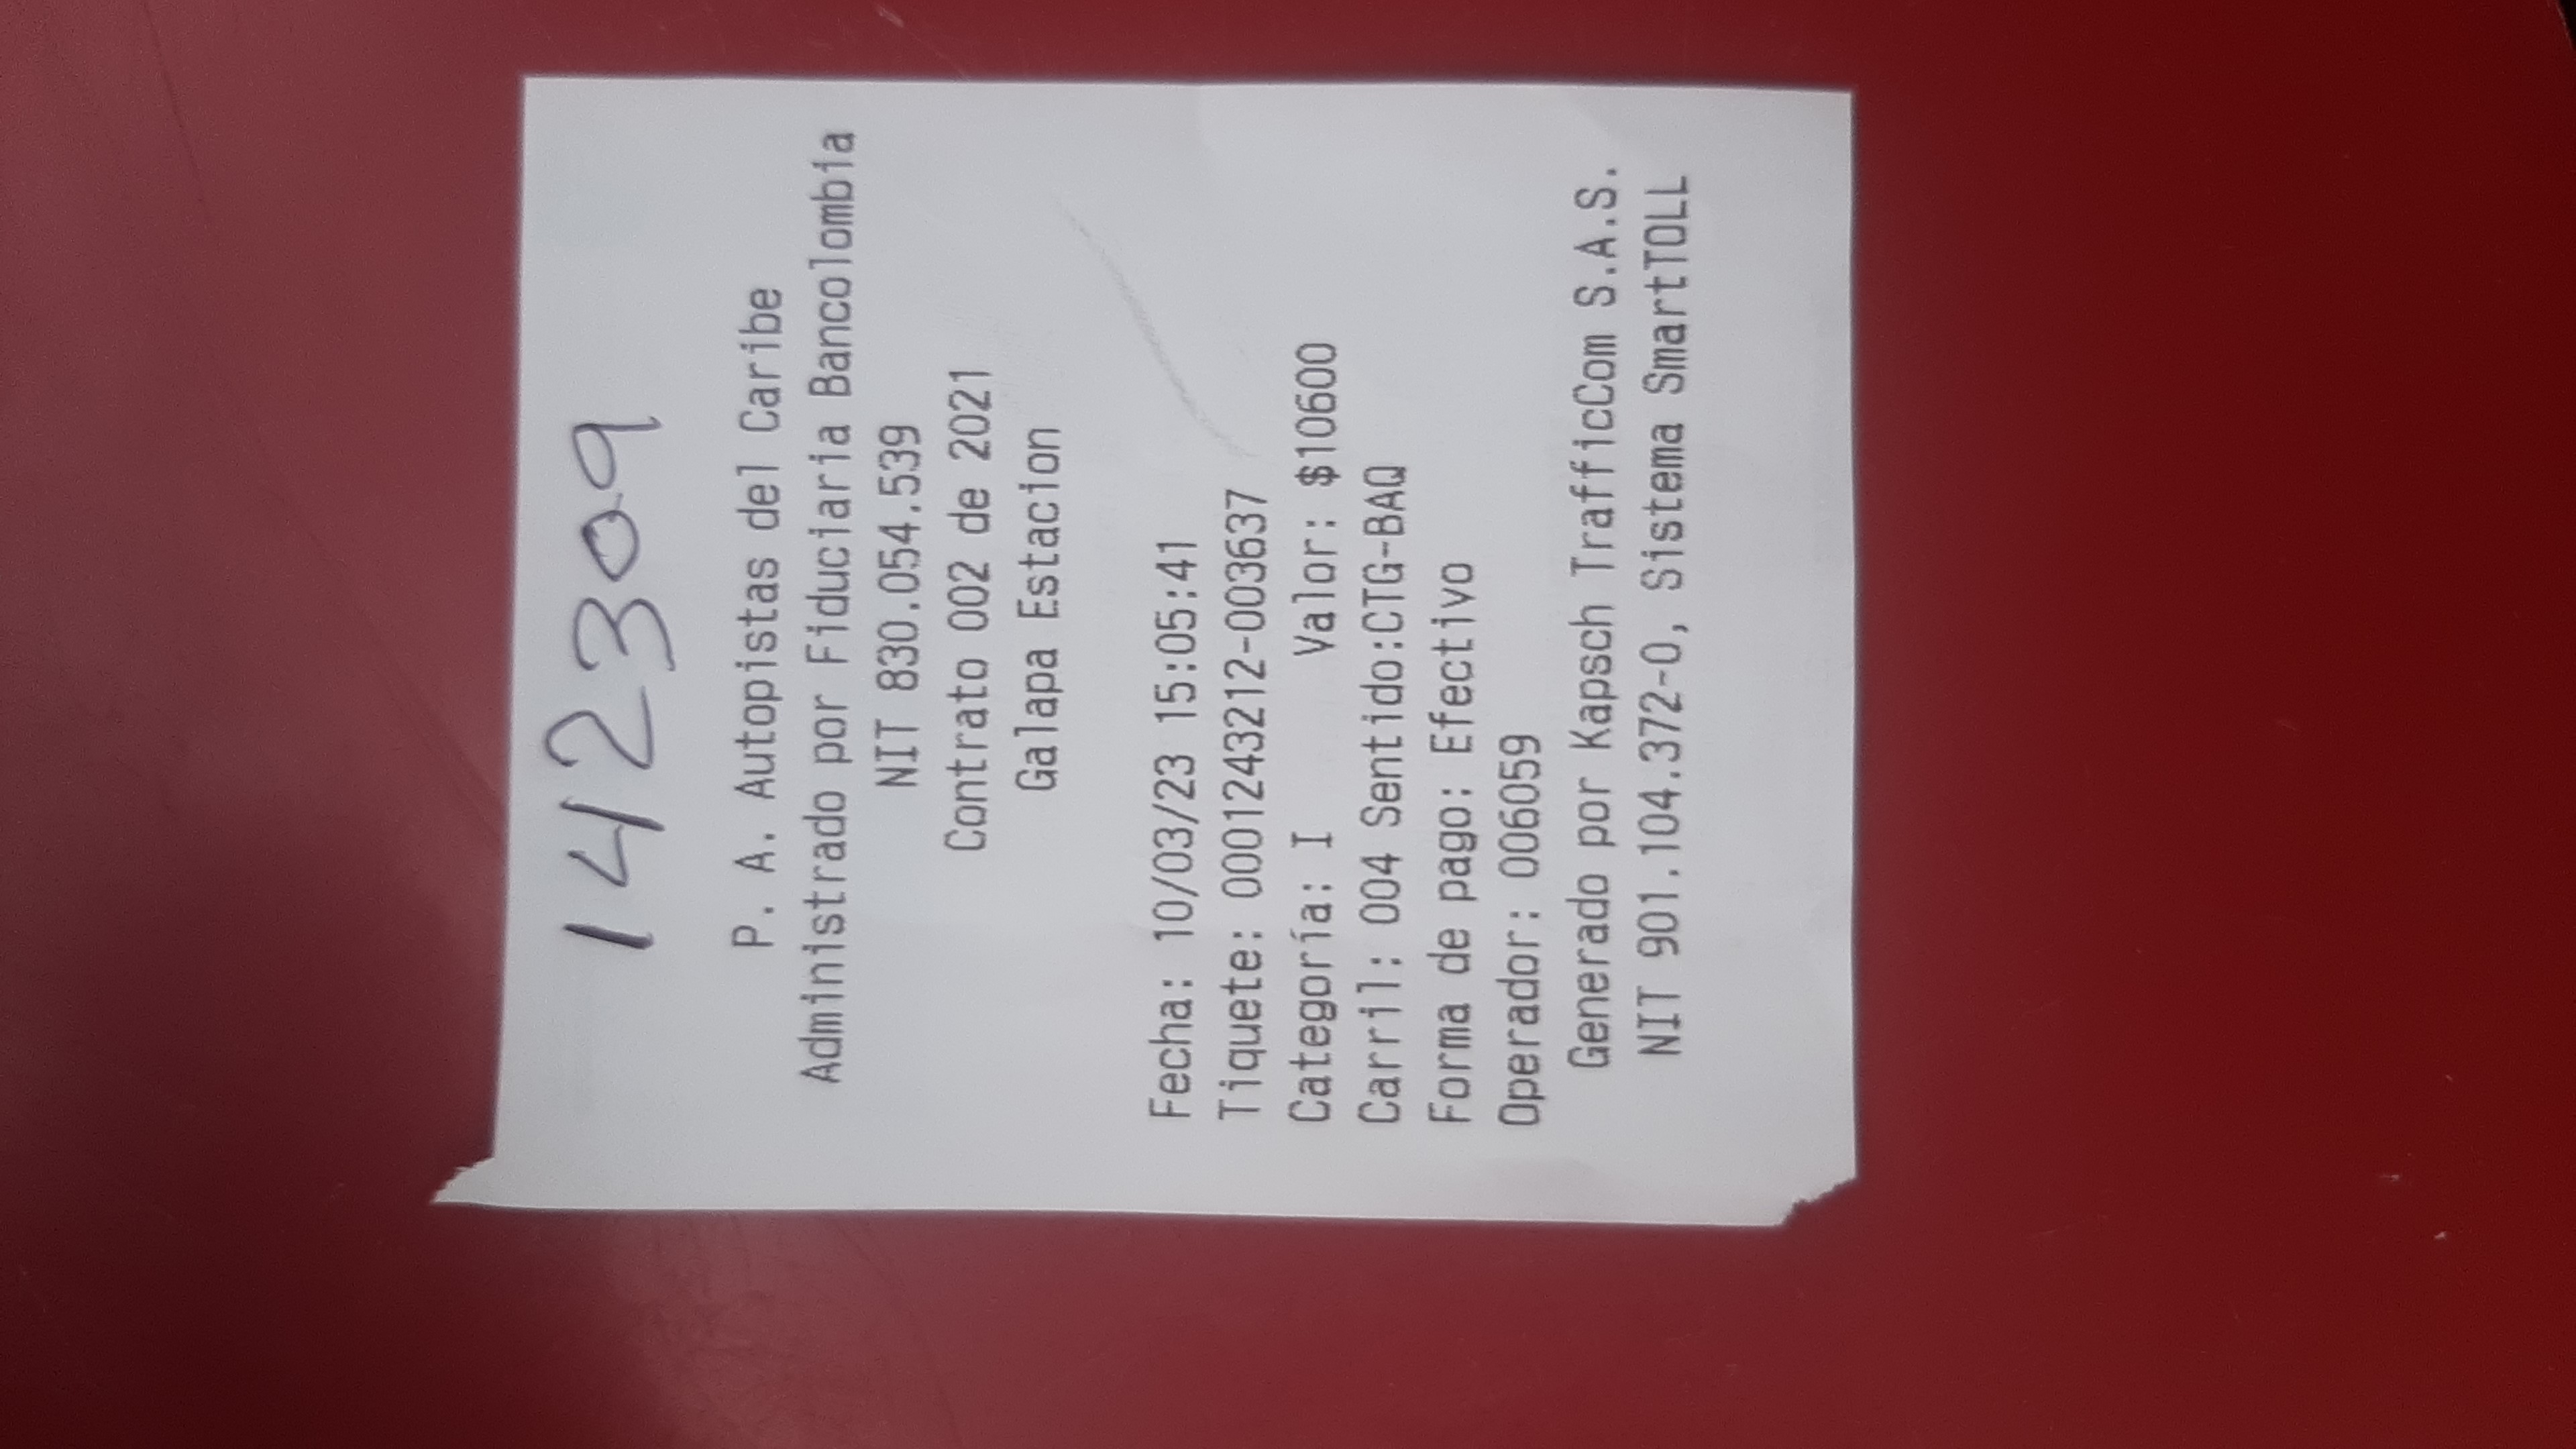 142309
P. A. Autopistas del Caribe
Administrado por Fiduciaria Bancolombia
NIT 830.054.539
Contrato 002 de 2021
Galapa Estacion
Fecha: 10/03/23 15:05:41
Tiquete: 00012432212-003637
Categoría: I Valor: $10600
Carril: 004 Sentido:CTG-BAQ
Forma de pago: Efectivo
Operador: 006059
Generado por Kapsch TrafficCom S.A.S.
NIT 901.104.372-0, Sistema SmartTOLL